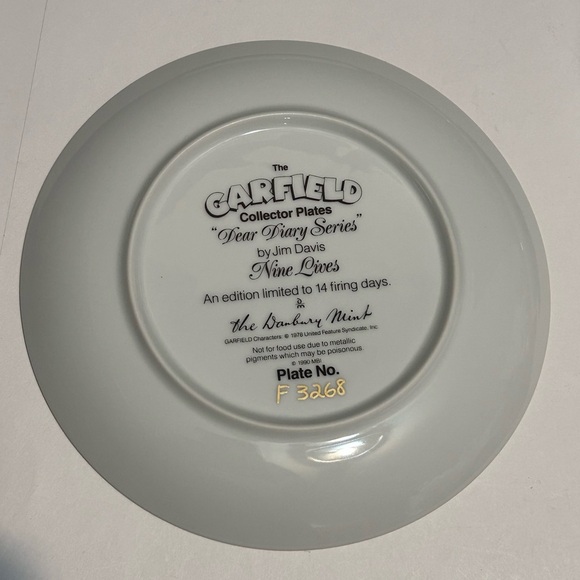 The
GARFIELD
Collector Plates
"Dear Diary Series"
by Jim Davis
Nine Lives
An edition limited to 14 firing days.
the Danbury Mint
GARFIELD Characters: © 1978 United Feature Syndicate, Inc.
Not for food use due to metallic
pigments which may be poisonous.
© 1990 MBI
Plate No.
F 3268